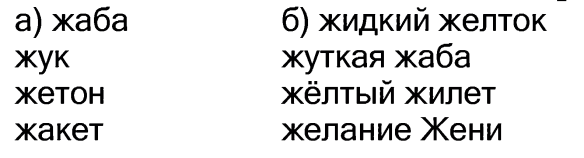 а) жаба
жук
жетон
жакет
б) жидкий желток
жуткая жаба
жёлтый жилет
желание Жени